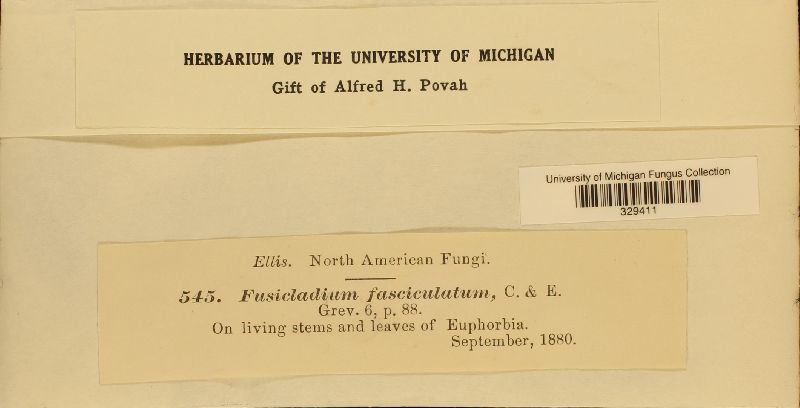 HERBARIUM OF THE UNIVERSITY OF MICHIGAN
Gift of Alfred H. Povah
University of Michigan Fungus Collection
329411
Ellis. North American Fungi.
545. Fusicladium fasciculatum, C. & E.
Grev. 6, p. 88.
On living stems and leaves of Euphorbia.
September, 1880.